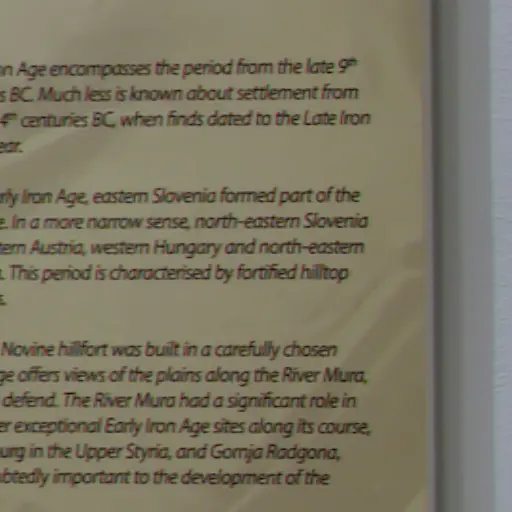 n Age encompasses the period from the late 9th
s BC. Much less is known about settlement from
4th centuries BC, when finds dated to the Late Iron
ear.
rly Iron Age, eastern Slovenia formed part of the
e. In a more narrow sense, north-eastern Slovenia
tern Austria, western Hungary and north-eastern
. This period is characterised by fortified hilltop
s.
Novine hillfort was built in a carefully chosen
ge offers views of the plains along the River Mura,
defend. The River Mura had a significant role in
er exceptional Early Iron Age sites along its course,
urg in the Upper Styria, and Gornja Radgona,
btedly important to the development of the